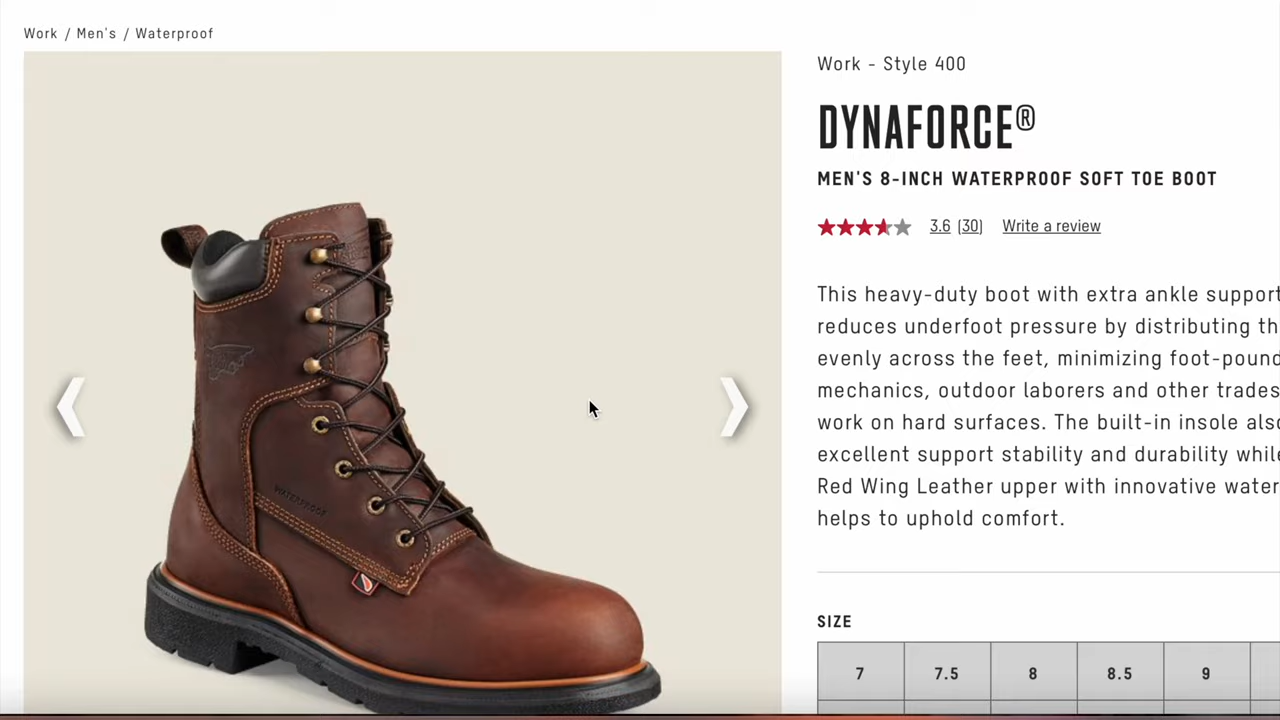 Work / Men's / Waterproof
Work - Style 400
DYNAFORCE®
MEN'S 8-INCH WATERPROOF SOFT TOE BOOT
3.6 (30) Write a review
This heavy-duty boot with extra ankle support
reduces underfoot pressure by distributing th
evenly across the feet, minimizing foot-pound
mechanics, outdoor laborers and other trades
work on hard surfaces. The built-in insole also
excellent support stability and durability while
Red Wing Leather upper with innovative water
helps to uphold comfort.
WATERPROOF
SIZE
7 7.5 8 8.5 9